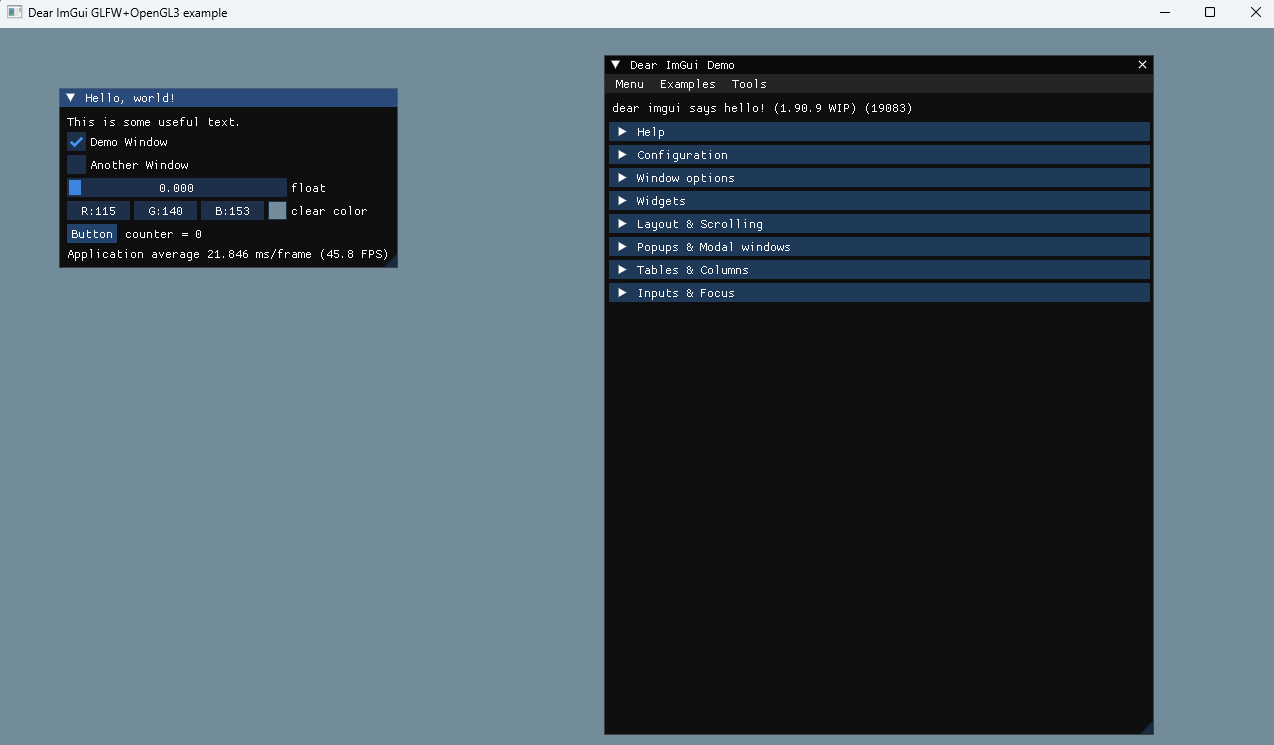 Dear ImGui GLFW+OpenGL3 example
Hello, world!
This is some useful text.
Demo Window
Another Window
0.000 float
R:115 G:140 B:153 clear color
Button counter = 0
Application average 21.846 ms/frame (45.8 FPS)
Dear ImGui Demo
Menu Examples Tools
dear imgui says hello! (1.90.9 WIP) (19083)
Help
Configuration
Window options
Widgets
Layout & Scrolling
Popups & Modal windows
Tables & Columns
Inputs & Focus